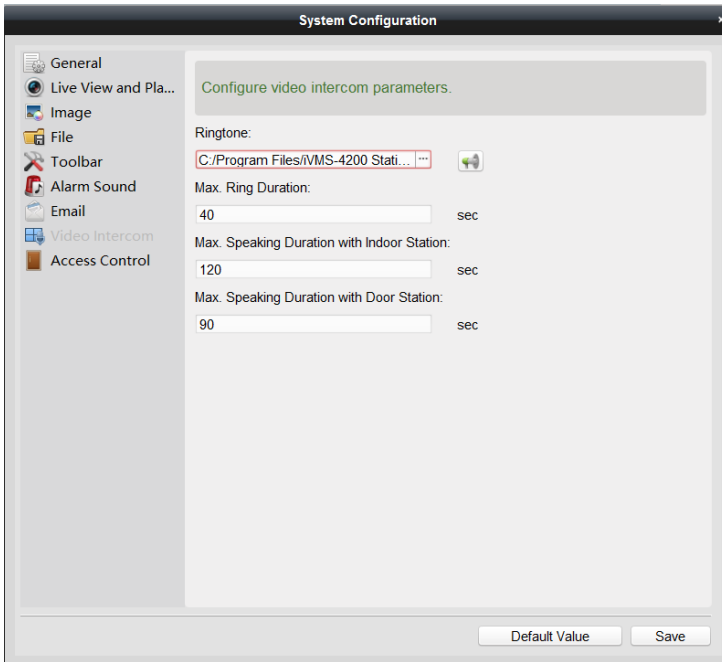 System Configuration
General
Live View and Pla...
Image
File
Toolbar
Alarm Sound
Email
Video Intercom
Access Control
Configure video intercom parameters.
Ringtone:
C:/Program Files/iVMS-4200 Stati... ...
Max. Ring Duration:
40 sec
Max. Speaking Duration with Indoor Station:
120 sec
Max. Speaking Duration with Door Station:
90 sec
Default Value Save